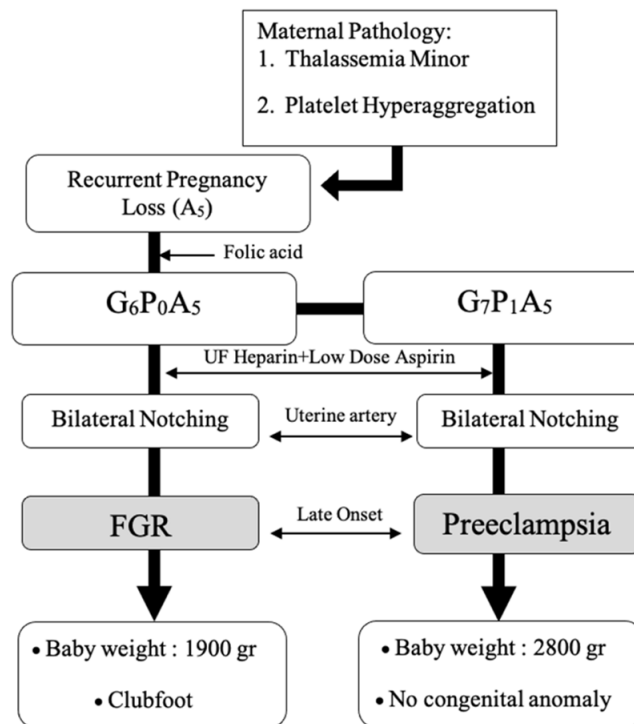 Maternal Pathology:
1. Thalassemia Minor
2. Platelet Hyperaggregation
Recurrent Pregnancy
Loss (A₅)
Folic acid
G₆P₀A₅
G₇P₁A₅
UF Heparin+Low Dose Aspirin
Bilateral Notching
Uterine artery
Bilateral Notching
FGR
Late Onset
Preeclampsia
• Baby weight : 1900 gr
• Clubfoot
• Baby weight : 2800 gr
• No congenital anomaly